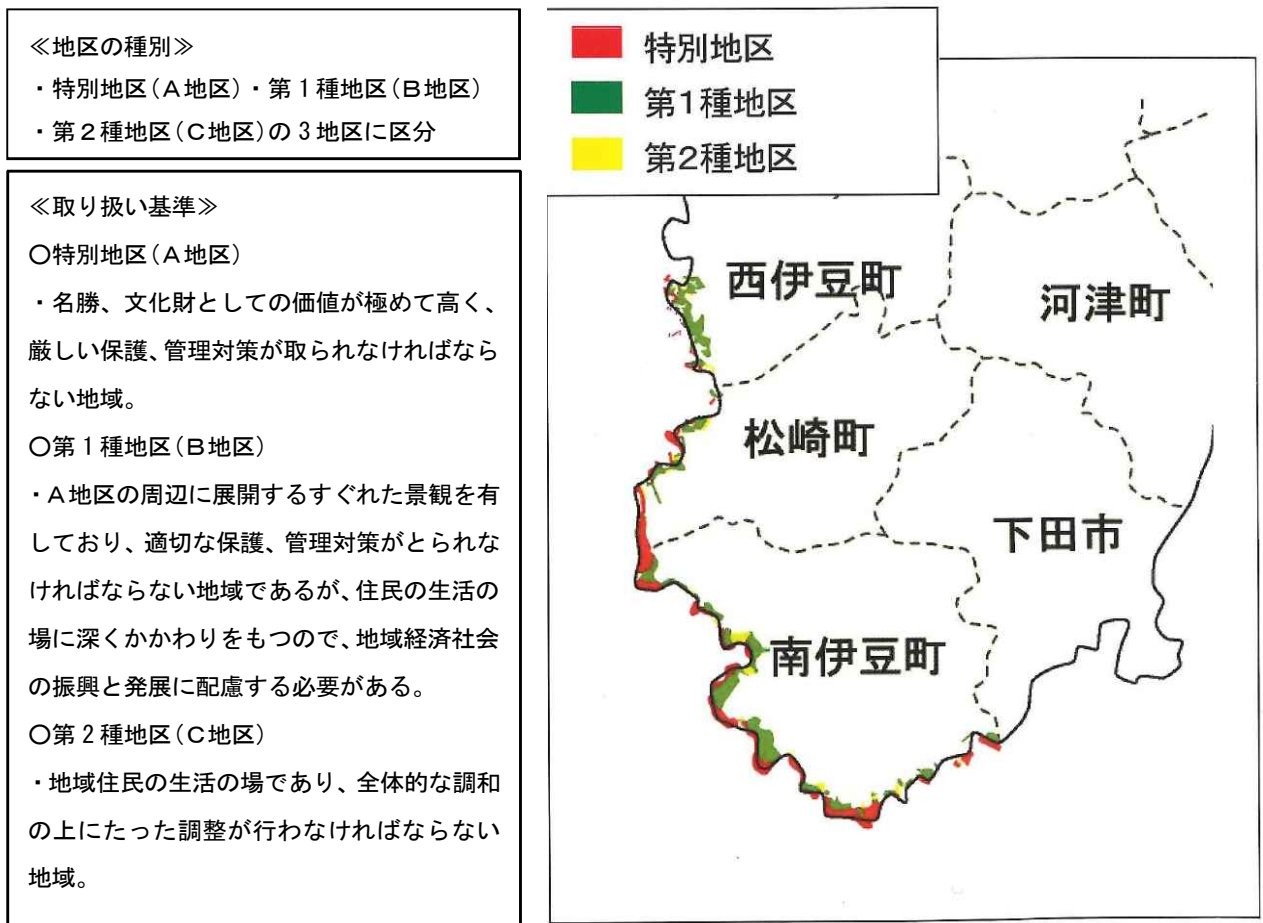 ≪地区の種別≫
・特別地区(A地区)・第1種地区(B地区)
・第2種地区(C地区)の3地区に区分
≪取り扱い基準≫
○特別地区(A地区)
・名勝、文化財としての価値が極めて高く、
厳しい保護、管理対策が取られなければなら
ない地域。
○第1種地区(B地区)
・A地区の周辺に展開するすぐれた景観を有
しており、適切な保護、管理対策がとられな
ければならない地域であるが、住民の生活の
場に深くかかわりをもつので、地域経済社会
の振興と発展に配慮する必要がある。
○第2種地区(C地区)
・地域住民の生活の場であり、全体的な調和
の上にたった調整が行わなければならない
地域。
特別地区
第1種地区
第2種地区
西伊豆町
河津町
松崎町
下田市
南伊豆町